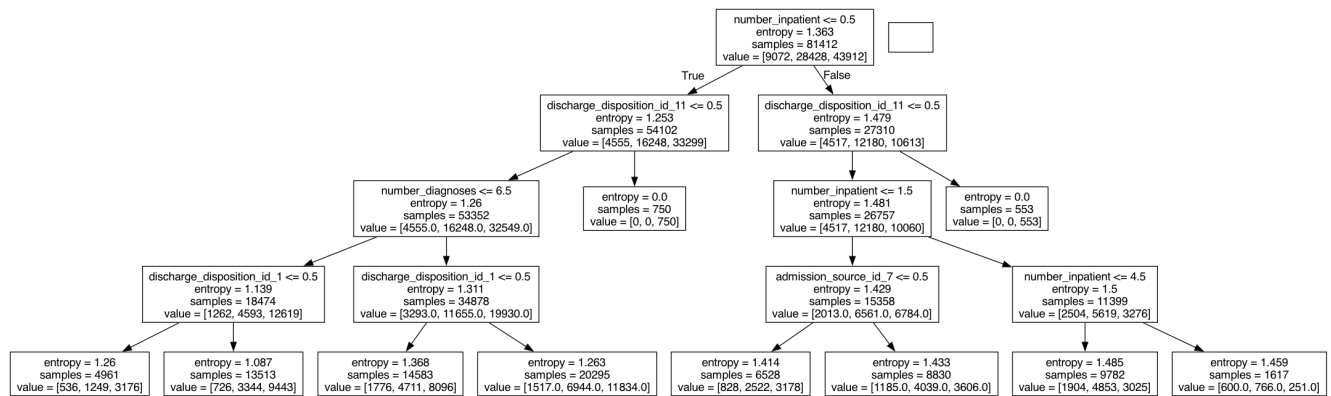 number_inpatient <= 0.5
entropy = 1.363
samples = 81412
value = [9072, 28428, 43912]
True
False
discharge_disposition_id_11 <= 0.5
entropy = 1.253
samples = 54102
value = [4555, 16248, 33299]
discharge_disposition_id_11 <= 0.5
entropy = 1.479
samples = 27310
value = [4517, 12180, 10613]
number_diagnoses <= 6.5
entropy = 1.26
samples = 53352
value = [4555.0, 16248.0, 32549.0]
entropy = 0.0
samples = 750
value = [0, 0, 750]
number_inpatient <= 1.5
entropy = 1.481
samples = 26757
value = [4517, 12180, 10060]
entropy = 0.0
samples = 553
value = [0, 0, 553]
discharge_disposition_id_1 <= 0.5
entropy = 1.139
samples = 18474
value = [1262, 4593, 12619]
discharge_disposition_id_1 <= 0.5
entropy = 1.311
samples = 34878
value = [3293.0, 11655.0, 19930.0]
admission_source_id_7 <= 0.5
entropy = 1.429
samples = 15358
value = [2013.0, 6561.0, 6784.0]
number_inpatient <= 4.5
entropy = 1.5
samples = 11399
value = [2504, 5619, 3276]
entropy = 1.26
samples = 4961
value = [536, 1249, 3176]
entropy = 1.087
samples = 13513
value = [726, 3344, 9443]
entropy = 1.368
samples = 14583
value = [1776, 4711, 8096]
entropy = 1.263
samples = 20295
value = [1517.0, 6944.0, 11834.0]
entropy = 1.414
samples = 6528
value = [828, 2522, 3178]
entropy = 1.433
samples = 8830
value = [1185.0, 4039.0, 3606.0]
entropy = 1.485
samples = 9782
value = [1904, 4853, 3025]
entropy = 1.459
samples = 1617
value = [600.0, 766.0, 251.0]